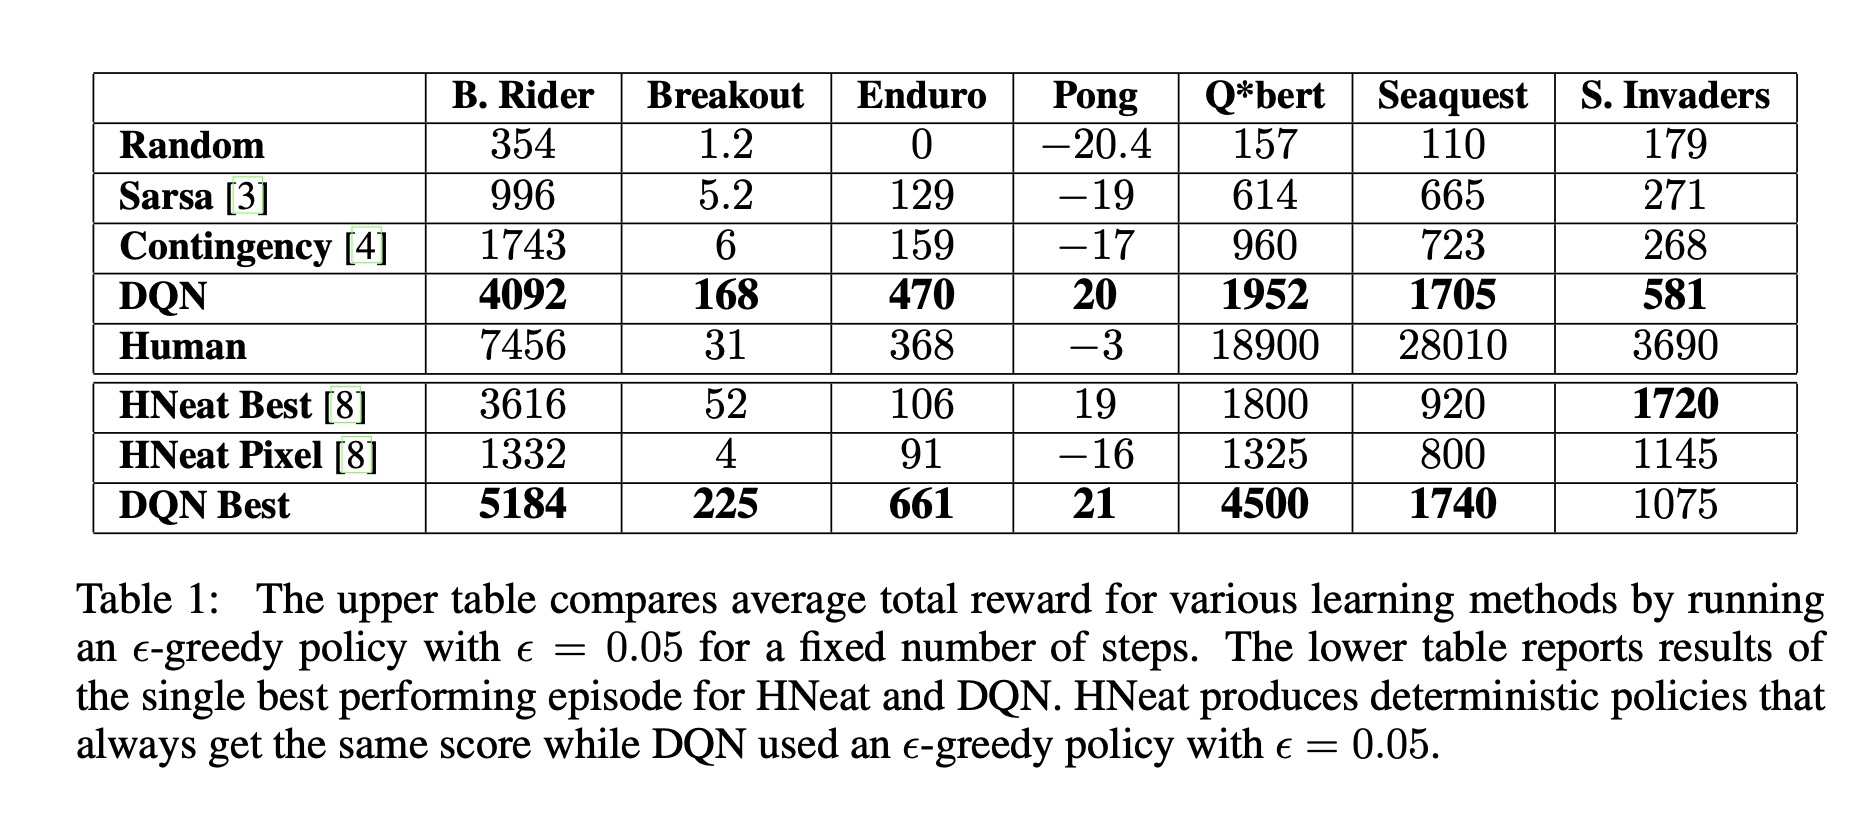 B. Rider Breakout Enduro Pong Q*bert Seaquest S. Invaders
Random 354 1.2 0 −20.4 157 110 179
Sarsa [3] 996 5.2 129 −19 614 665 271
Contingency [4] 1743 6 159 −17 960 723 268
DQN 4092 168 470 20 1952 1705 581
Human 7456 31 368 −3 18900 28010 3690
HNeat Best [8] 3616 52 106 19 1800 920 1720
HNeat Pixel [8] 1332 4 91 −16 1325 800 1145
DQN Best 5184 225 661 21 4500 1740 1075
Table 1: The upper table compares average total reward for various learning methods by running
an ϵ-greedy policy with ϵ = 0.05 for a fixed number of steps. The lower table reports results of
the single best performing episode for HNeat and DQN. HNeat produces deterministic policies that
always get the same score while DQN used an ϵ-greedy policy with ϵ = 0.05.